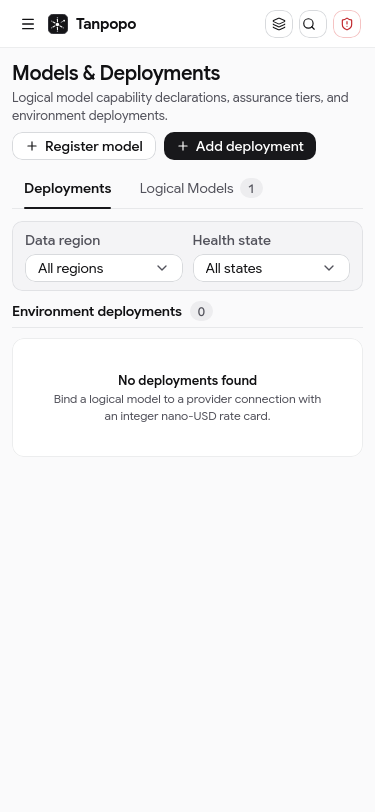 Tanpopo
Models & Deployments
Logical model capability declarations, assurance tiers, and
environment deployments.
Register model
Add deployment
Deployments
Logical Models 1
Data region
Health state
All regions
All states
Environment deployments 0
No deployments found
Bind a logical model to a provider connection with
an integer nano-USD rate card.